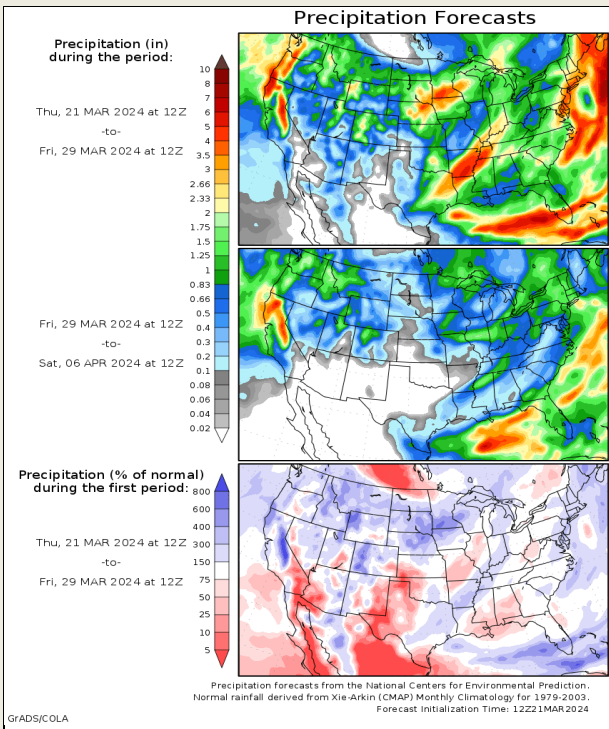 Precipitation Forecasts
Precipitation (in)
during the period:
Thu, 21 MAR 2024 at 12Z
-to-
Fri, 29 MAR 2024 at 12Z
10
8
7
6
5
4
3.5
3
2.66
2.33
2
1.75
1.5
1.25
1
0.83
0.66
0.5
0.4
0.3
0.2
0.1
0.08
0.06
0.04
0.02
Fri, 29 MAR 2024 at 12Z
-to-
Sat, 06 APR 2024 at 12Z
Precipitation (% of normal)
during the first period:
Thu, 21 MAR 2024 at 12Z
-to-
Fri, 29 MAR 2024 at 12Z
800
600
400
300
150
75
50
25
10
5
Precipitation forecasts from the National Centers for Environmental Prediction.
Normal rainfall derived from Xie-Arkin (CMAP) Monthly Climatology for 1979-2003.
Forecast Initialization Time: 12Z21MAR2024
GrADS/COLA